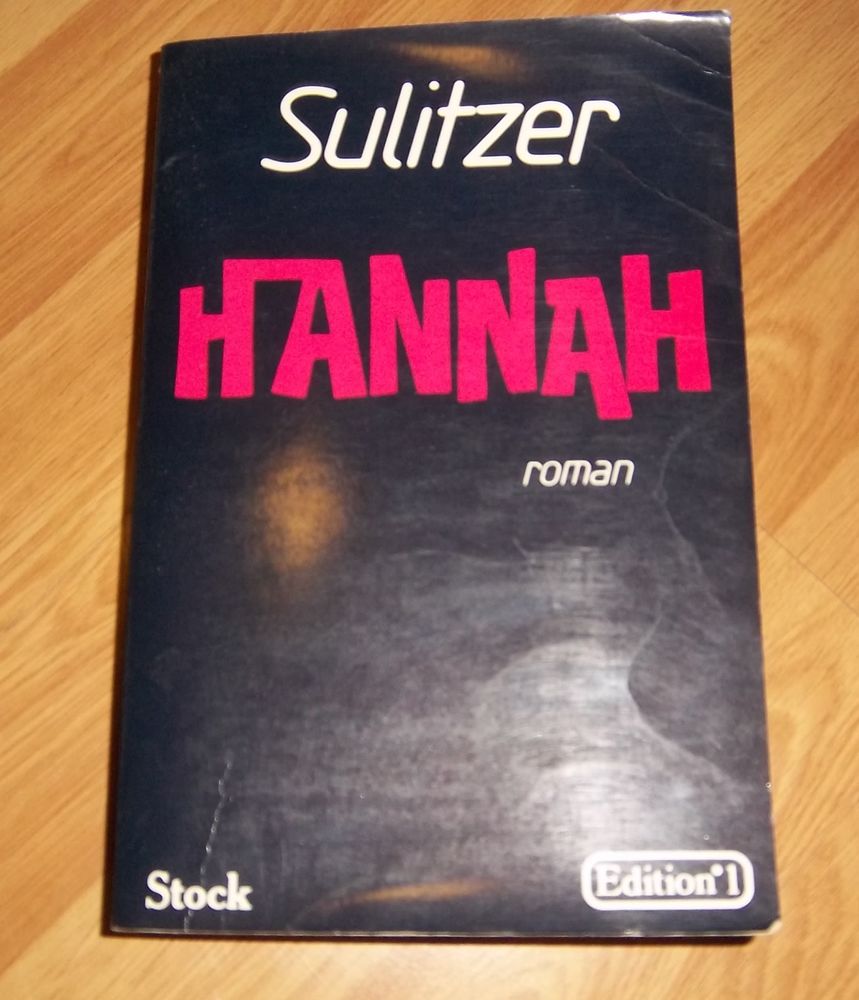 Sulitzer
HANNAH
roman
Stock
Edition°1